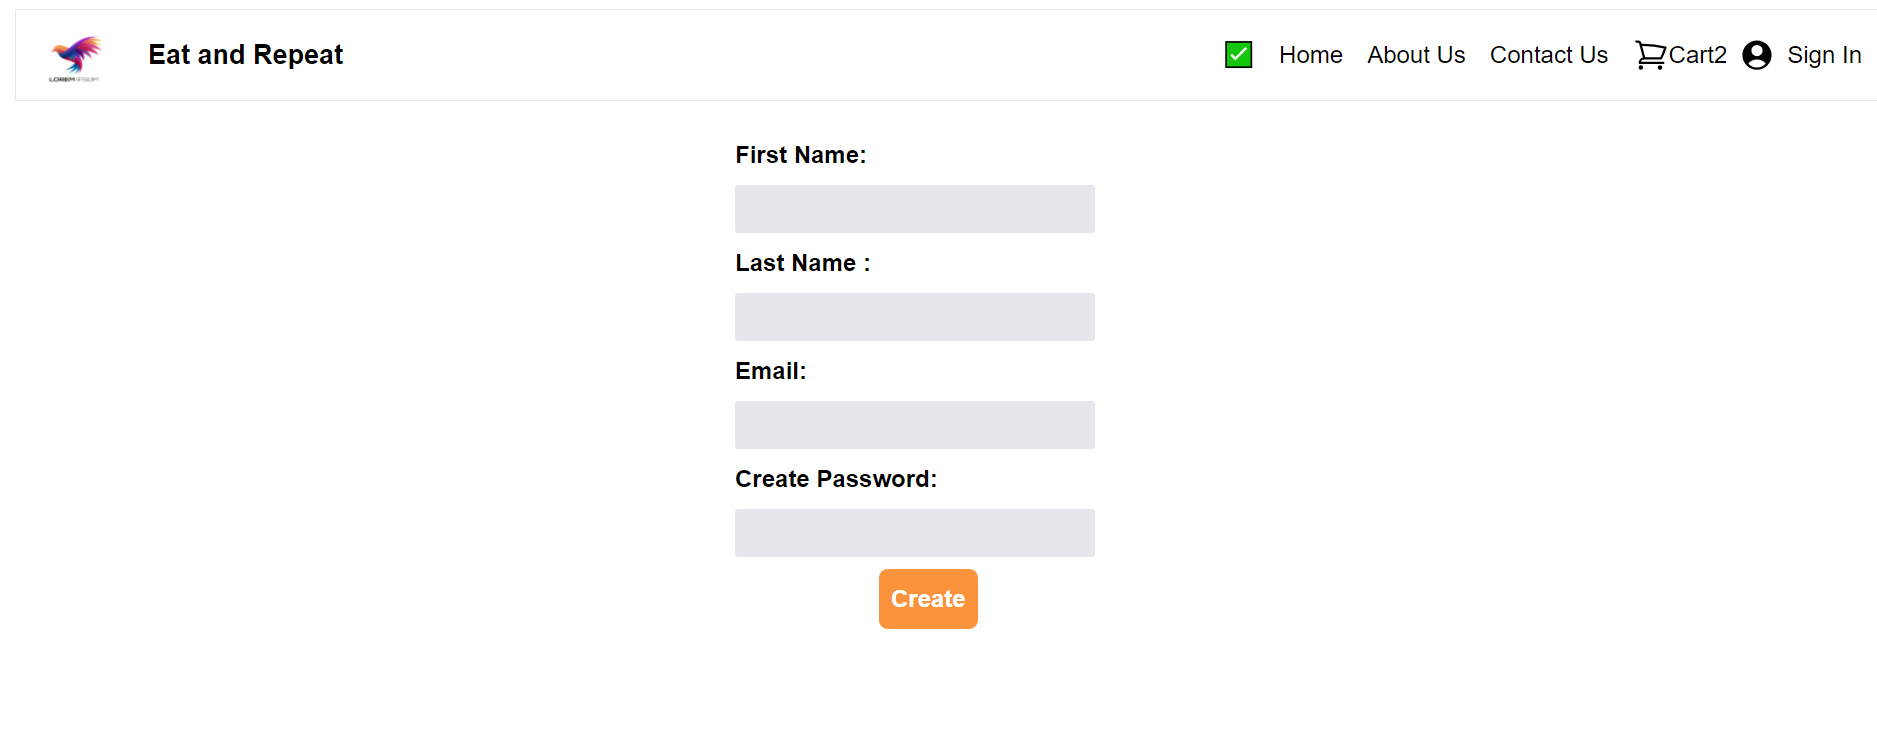 LOREM IPSUM
Eat and Repeat
Home About Us Contact Us Cart2 Sign In
First Name:
Last Name :
Email:
Create Password:
Create